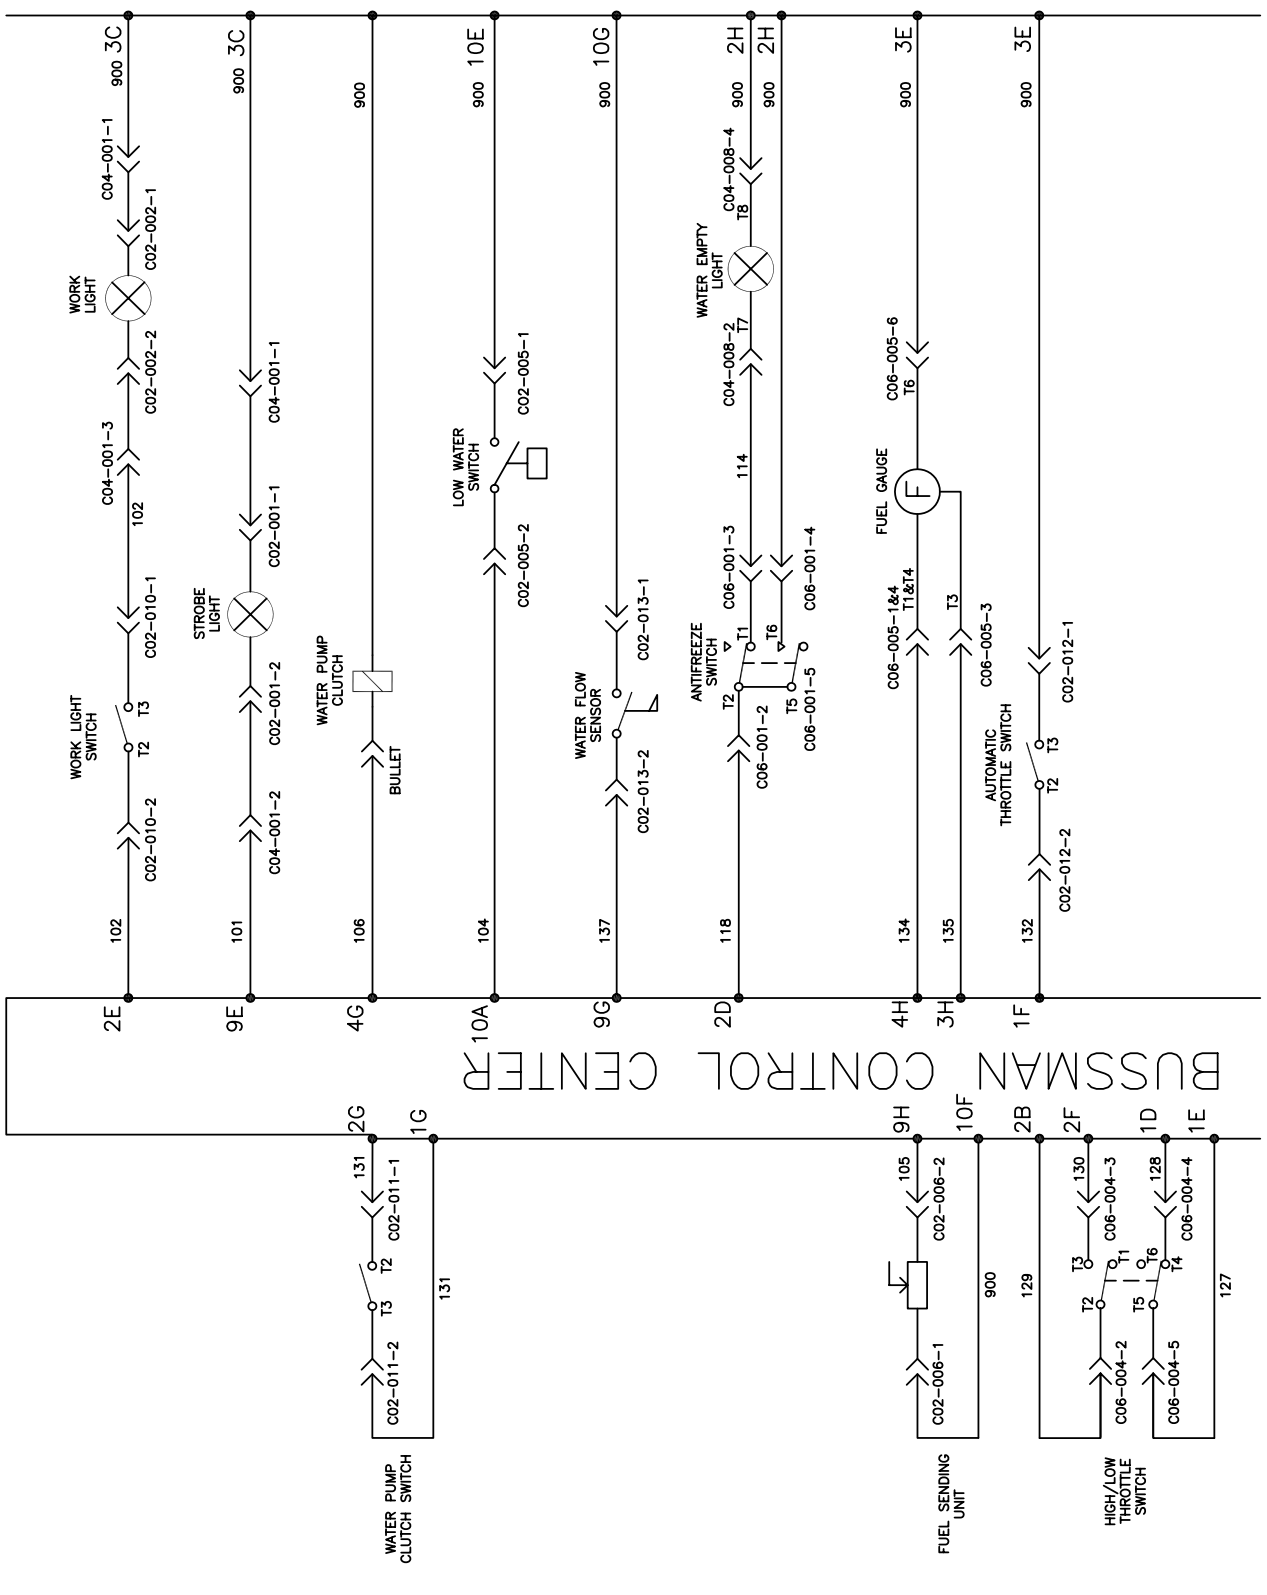 3C
900
C04-001-1
C02-002-1
WORK
LIGHT
C02-002-2
C04-001-3
102
C02-010-1
WORK LIGHT
SWITCH
T3
T2
C02-010-2
102
2E
3C
900
C04-001-1
C02-001-1
STROBE
LIGHT
C02-001-2
C04-001-2
101
9E
900
WATER PUMP
CLUTCH
BULLET
106
4G
10E
900
C02-005-1
LOW WATER
SWITCH
C02-005-2
104
10A
10G
900
C02-013-1
WATER FLOW
SENSOR
C02-013-2
137
9G
2H
2H
900
900
C04-008-4
T8
WATER EMPTY
LIGHT
T7
C04-008-2
114
C06-001-3
C06-001-4
ANTIFREEZE
SWITCH
T1
T6
T2
T5
C06-001-5
C06-001-2
118
2D
3E
900
C06-005-6
T6
FUEL GAUGE
F
C06-005-1&4
T1&T4
T3
C06-005-3
134
135
4H
3H
3E
900
C02-012-1
AUTOMATIC
THROTTLE SWITCH
T3
T2
C02-012-2
132
1F
BUSSMAN CONTROL CENTER
2G
1G
131
C02-011-1
T2
T3
131
C02-011-2
WATER PUMP
CLUTCH SWITCH
9H
10F
105
C02-006-2
900
C02-006-1
FUEL SENDING
UNIT
2B
2F
1D
1E
130
128
C06-004-3
C06-004-4
T3
T1
T6
T4
129
T2
T5
127
C06-004-2
C06-004-5
HIGH/LOW
THROTTLE
SWITCH